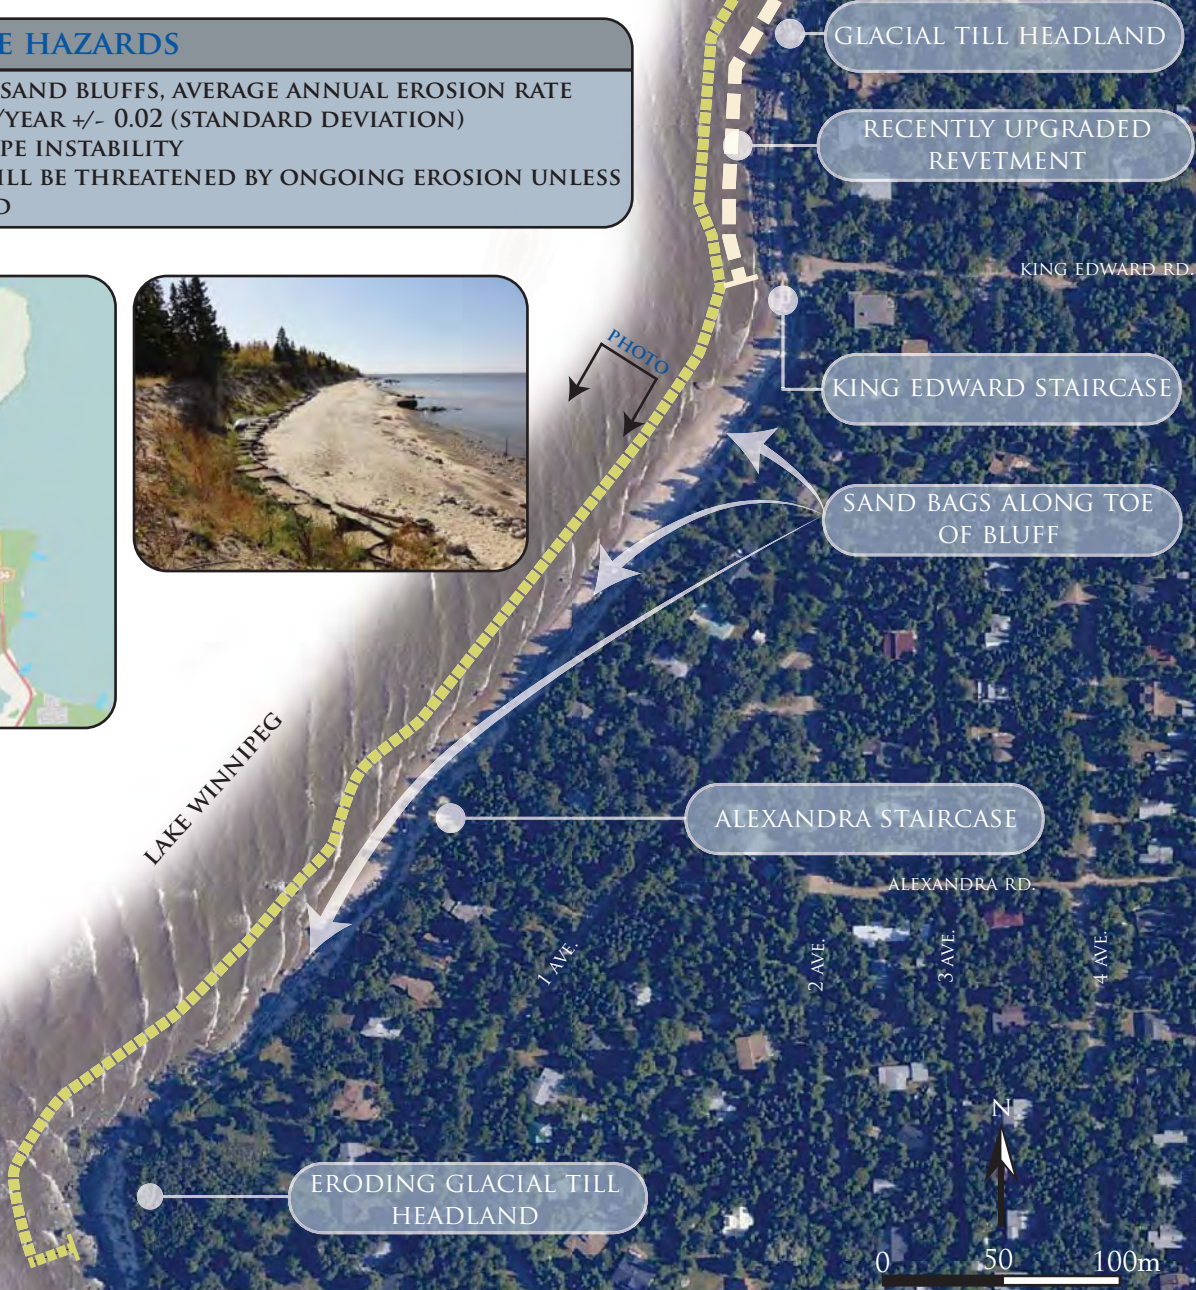 E HAZARDS
SAND BLUFFS, AVERAGE ANNUAL EROSION RATE
/YEAR +/- 0.02 (STANDARD DEVIATION)
PE INSTABILITY
ILL BE THREATENED BY ONGOING EROSION UNLESS
D
GLACIAL TILL HEADLAND
RECENTLY UPGRADED
REVETMENT
KING EDWARD RD.
PHOTO
KING EDWARD STAIRCASE
SAND BAGS ALONG TOE
OF BLUFF
LAKE WINNIPEG
ALEXANDRA STAIRCASE
ALEXANDRA RD.
1 AVE.
2 AVE.
3 AVE.
4 AVE.
N
ERODING GLACIAL TILL
HEADLAND
0 50 100m